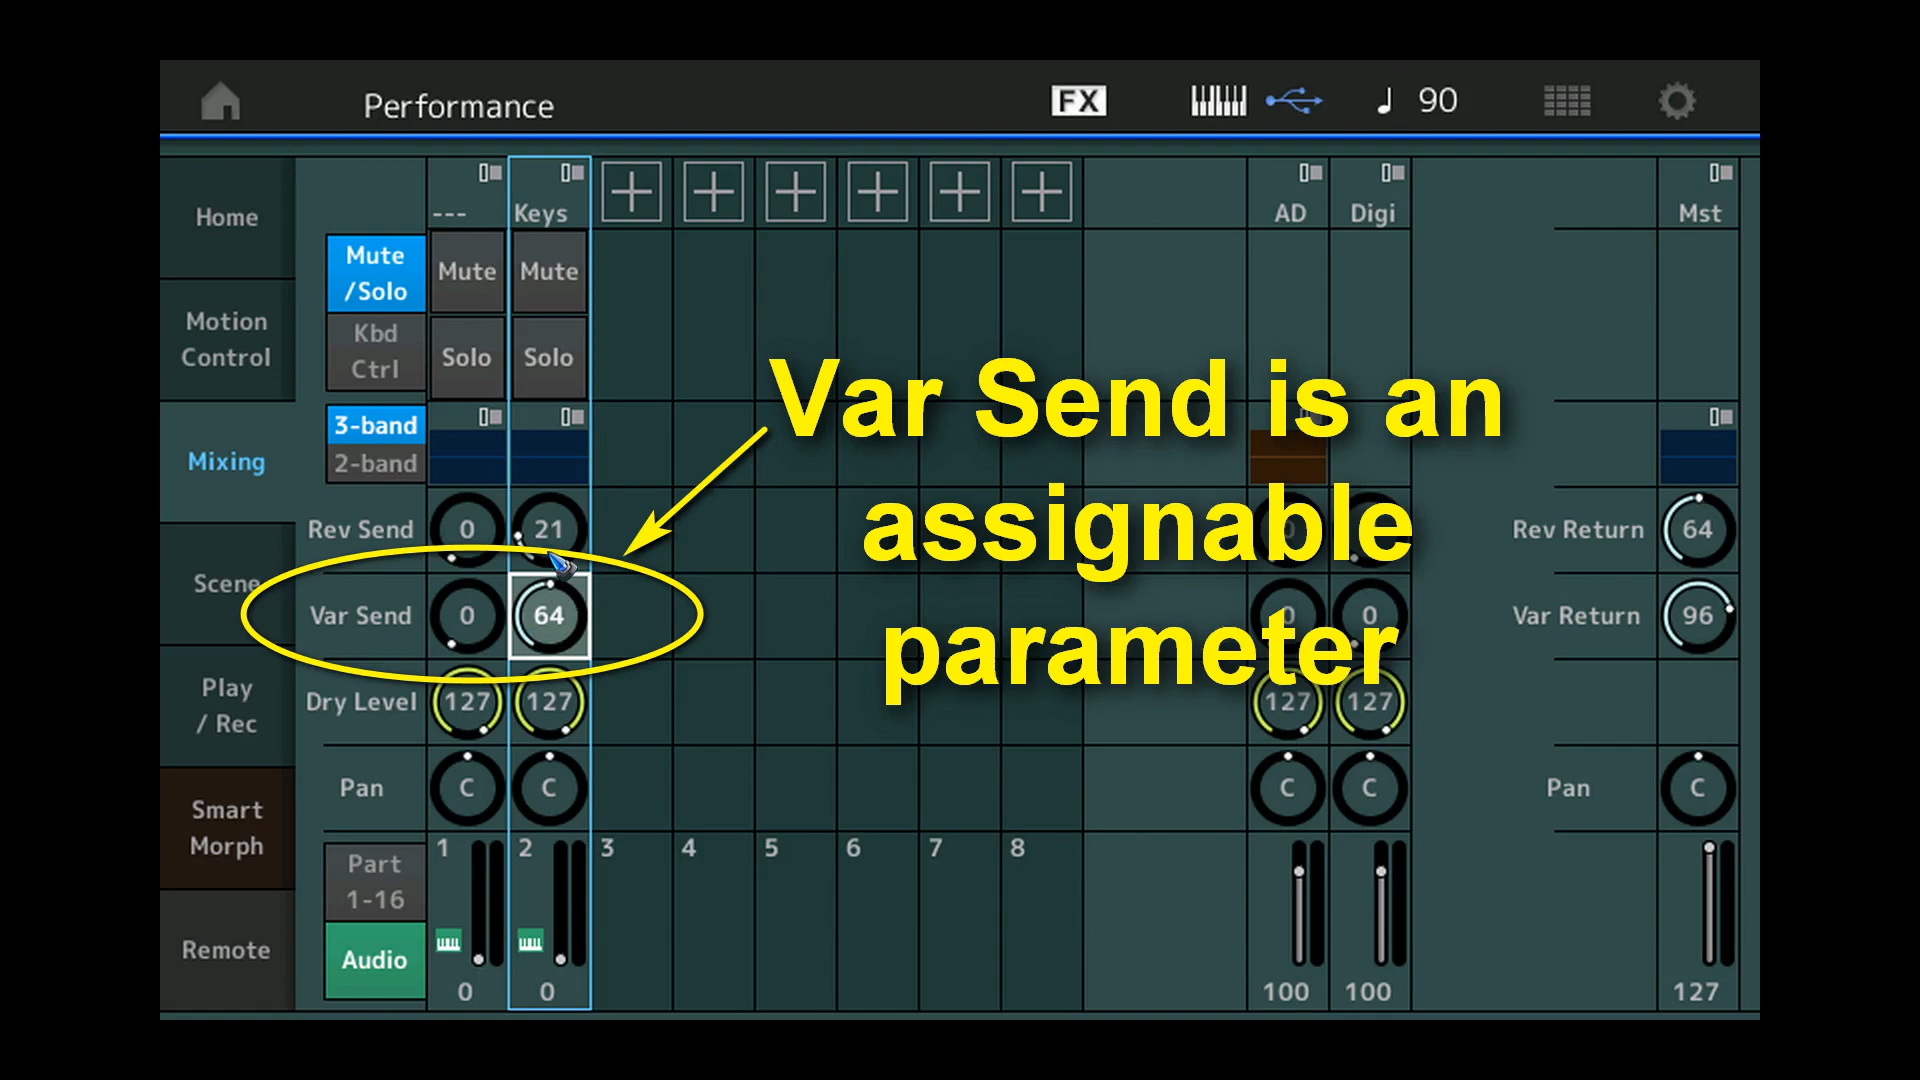 Performance
FX
90
Home
Motion
Control
Mixing
Scene
Play
/ Rec
Smart
Morph
Remote
---
Keys
AD
Digi
Mst
Mute
/Solo
Mute
Mute
Kbd
Ctrl
Solo
Solo
3-band
2-band
Rev Send
0
21
0
Rev Return
64
Var Send
0
64
0
0
Var Return
96
Dry Level
127
127
127
127
Pan
C
C
C
C
Pan
C
Part
1-16
Audio
1
2
3
4
5
6
7
8
0
0
100
100
127
Var Send is an
assignable
parameter